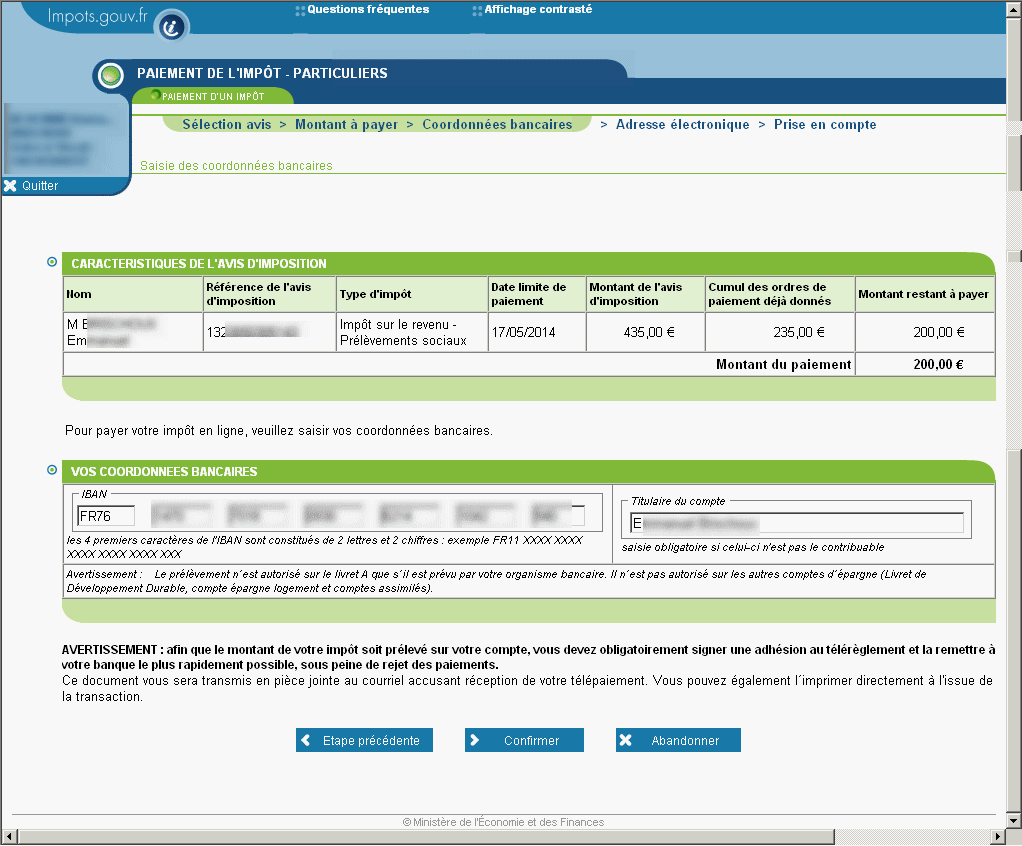 Impots.gouv.fr
Questions fréquentes
Affichage contrasté
PAIEMENT DE L'IMPÔT - PARTICULIERS
PAIEMENT D'UN IMPÔT
Sélection avis > Montant à payer > Coordonnées bancaires > Adresse électronique > Prise en compte
Quitter
Saisie des coordonnées bancaires
CARACTERISTIQUES DE L'AVIS D'IMPOSITION
Nom
Référence de l'avis
d'imposition
Type d'impôt
Date limite de
paiement
Montant de l'avis
d'imposition
Cumul des ordres de
paiement déjà donnés
Montant restant à payer
M
132
Impôt sur le revenu -
Prélèvements sociaux
17/05/2014
435,00 €
235,00 €
200,00 €
Montant du paiement
200,00 €
Pour payer votre impôt en ligne, veuillez saisir vos coordonnées bancaires.
VOS COORDONNEES BANCAIRES
IBAN
FR76
les 4 premiers caractères de l'IBAN sont constitués de 2 lettres et 2 chiffres : exemple FR11 XXXX XXXX
XXXX XXXX XXXX XXX
Titulaire du compte
saisie obligatoire si celui-ci n'est pas le contribuable
Avertissement : Le prélèvement n´est autorisé sur le livret A que s´il est prévu par votre organisme bancaire. Il n´est pas autorisé sur les autres comptes d´épargne (Livret de
Développement Durable, compte épargne logement et comptes assimilés).
AVERTISSEMENT : afin que le montant de votre impôt soit prélevé sur votre compte, vous devez obligatoirement signer une adhésion au télérèglement et la remettre à
votre banque le plus rapidement possible, sous peine de rejet des paiements.
Ce document vous sera transmis en pièce jointe au courriel accusant réception de votre télépaiement. Vous pouvez également l´imprimer directement à l'issue de
la transaction.
Etape précédente
Confirmer
Abandonner
© Ministère de l'Économie et des Finances